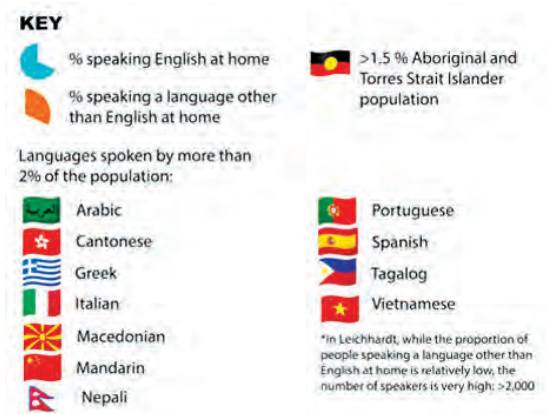 KEY
% speaking English at home
% speaking a language other
than English at home
>1.5 % Aboriginal and
Torres Strait Islander
population
Languages spoken by more than
2% of the population:
العربية
Arabic
Cantonese
Greek
Italian
Macedonian
Mandarin
Nepali
Portuguese
Spanish
Tagalog
Vietnamese
*in Leichhardt, while the proportion of
people speaking a language other than
English at home is relatively low, the
number of speakers is very high: >2,000